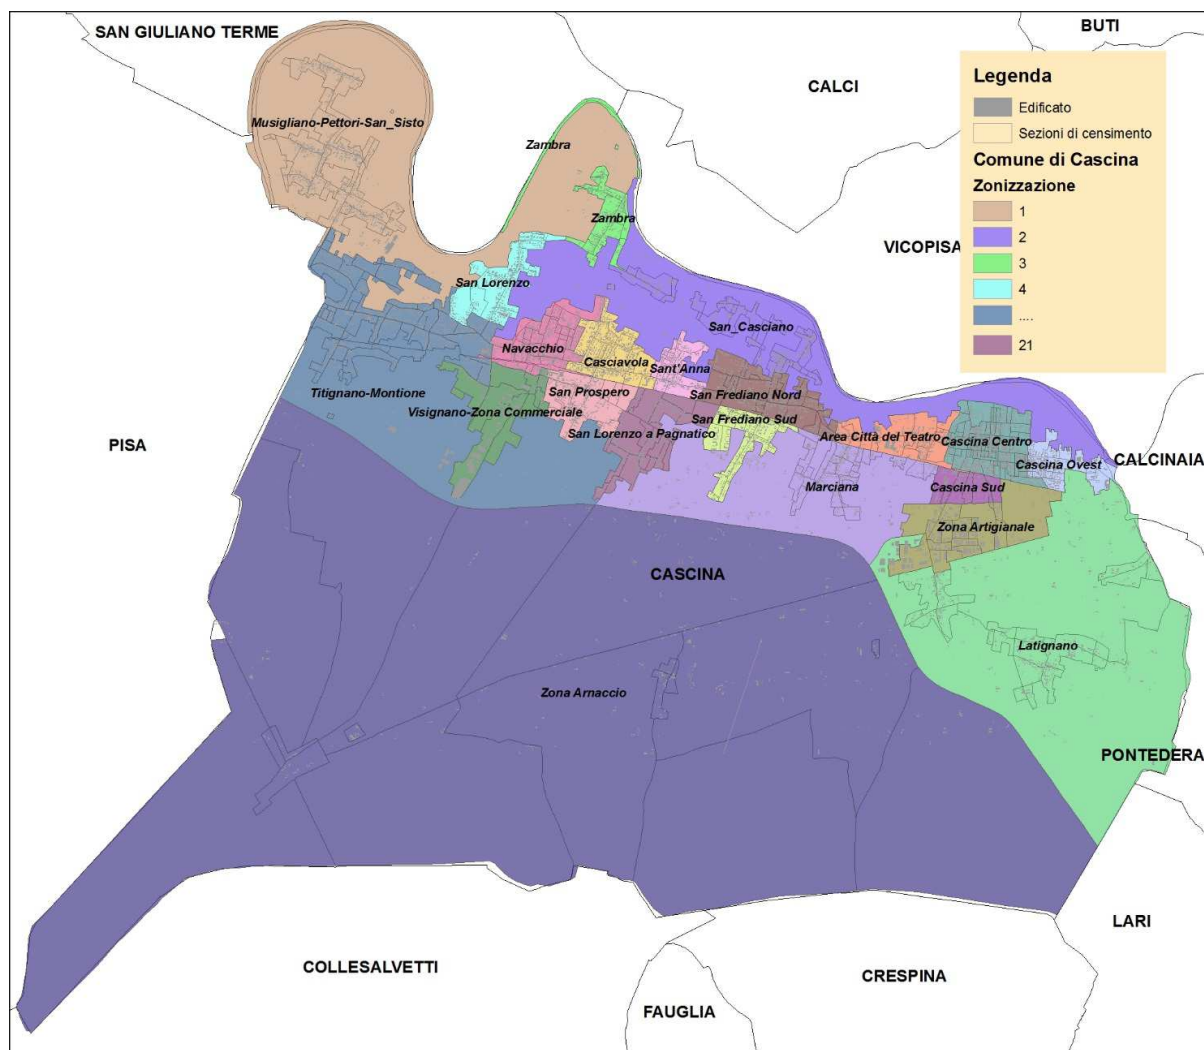 SAN GIULIANO TERME
BUTI
CALCI
Legenda
Edificato
Sezioni di censimento
Comune di Cascina
Zonizzazione
1
2
3
4
....
21
Musigliano-Pettori-San_Sisto
Zambra
Zambra
VICOPISA
San Lorenzo
San_Casciano
Navacchio
Casciavola
Sant'Anna
Titignano-Montione
San Prospero
San Frediano Nord
Visignano-Zona Commerciale
San Frediano Sud
San Lorenzo a Pagnatico
Area Città del Teatro
Cascina Centro
PISA
Cascina Ovest
CALCINAIA
Marciana
Cascina Sud
Zona Artigianale
CASCINA
Latignano
Zona Arnaccio
PONTEDERA
LARI
COLLESALVETTI
CRESPINA
FAUGLIA